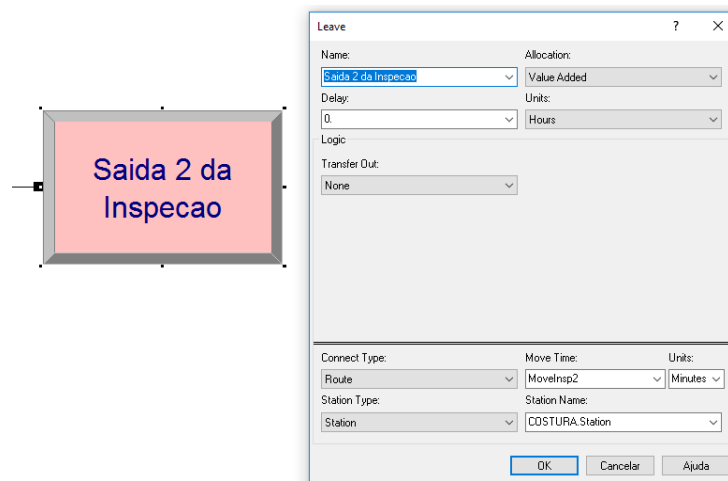 Saida 2 da
Inspecao
Leave
?
X
Name:
Allocation:
Saida 2 da Inspecao
Value Added
Delay:
Units:
0.
Hours
Logic
Transfer Out:
None
Connect Type:
Move Time:
Units:
Route
MoveInsp2
Minutes
Station Type:
Station Name:
Station
COSTURA.Station
OK
Cancelar
Ajuda